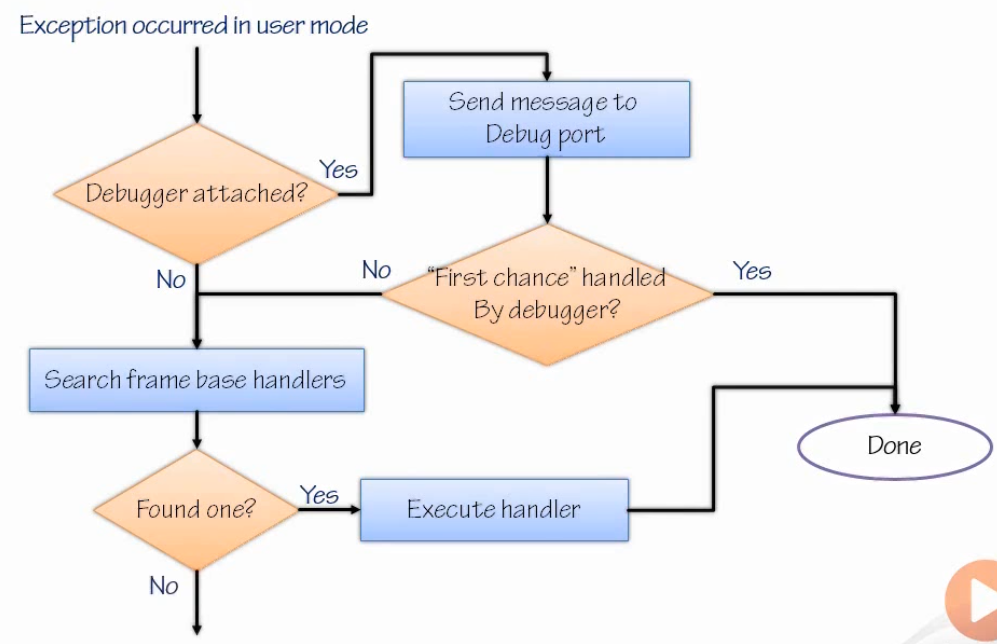 Exception occurred in user mode
Send message to
Debug port
Yes
Debugger attached?
No
No
"First chance" handled
By debugger?
Yes
Search frame base handlers
Done
Found one?
Yes
Execute handler
No